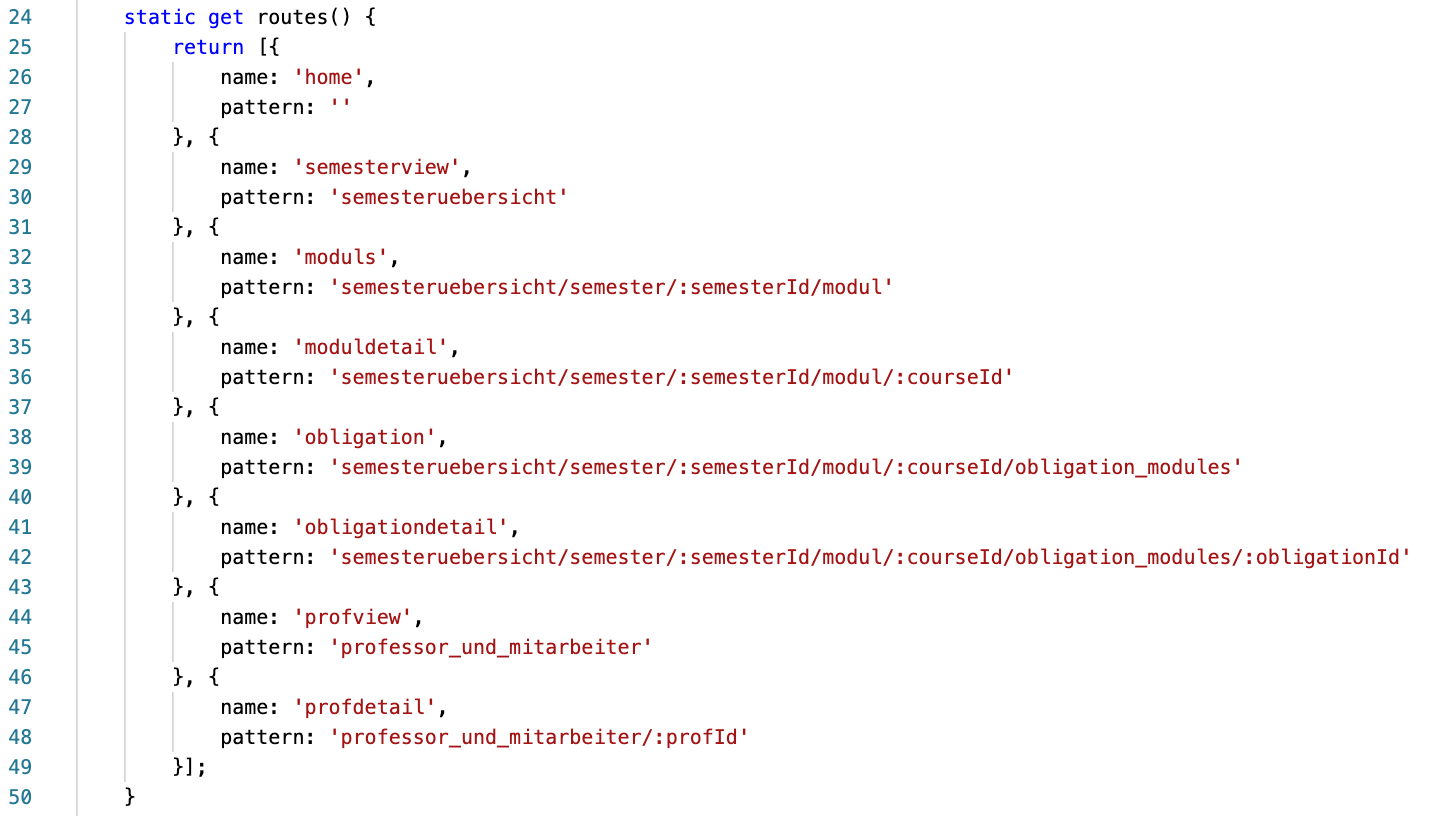 24 static get routes() {
25 return [{
26 name: 'home',
27 pattern: ''
28 }, {
29 name: 'semesterview',
30 pattern: 'semesteruebersicht'
31 }, {
32 name: 'moduls',
33 pattern: 'semesteruebersicht/semester/:semesterId/modul'
34 }, {
35 name: 'moduldetail',
36 pattern: 'semesteruebersicht/semester/:semesterId/modul/:courseId'
37 }, {
38 name: 'obligation',
39 pattern: 'semesteruebersicht/semester/:semesterId/modul/:courseId/obligation_modules'
40 }, {
41 name: 'obligationdetail',
42 pattern: 'semesteruebersicht/semester/:semesterId/modul/:courseId/obligation_modules/:obligationId'
43 }, {
44 name: 'profview',
45 pattern: 'professor_und_mitarbeiter'
46 }, {
47 name: 'profdetail',
48 pattern: 'professor_und_mitarbeiter/:profId'
49 }];
50 }